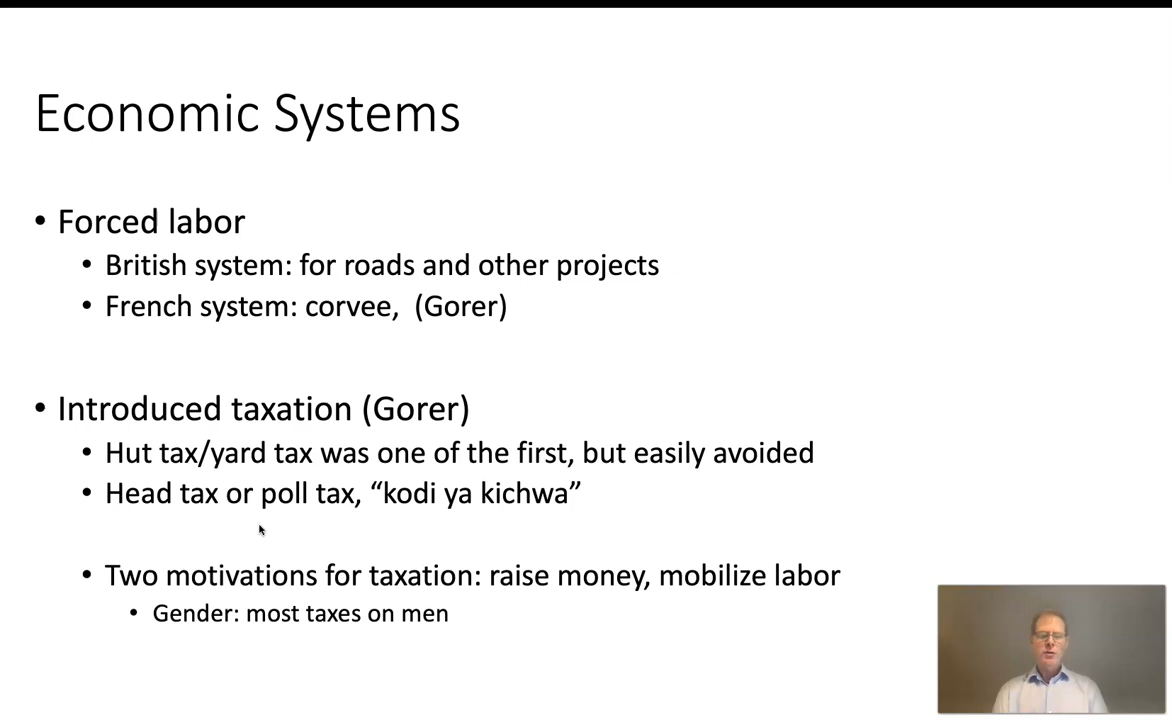 Economic Systems
• Forced labor
• British system: for roads and other projects
• French system: corvee,  (Gorer)
• Introduced taxation (Gorer)
• Hut tax/yard tax was one of the first, but easily avoided
• Head tax or poll tax, “kodi ya kichwa”
• Two motivations for taxation: raise money, mobilize labor
• Gender: most taxes on men